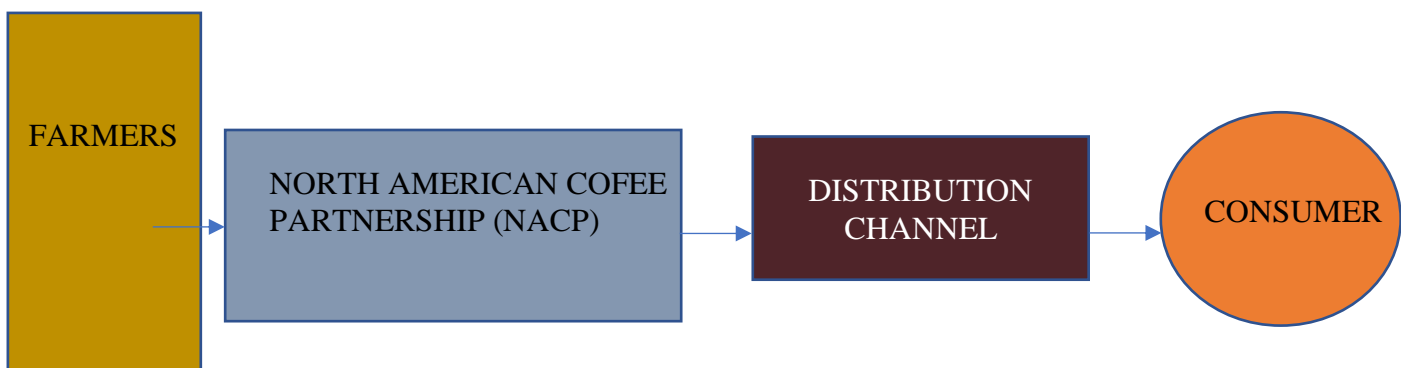 FARMERS
NORTH AMERICAN COFEE
PARTNERSHIP (NACP)
DISTRIBUTION
CHANNEL
CONSUMER